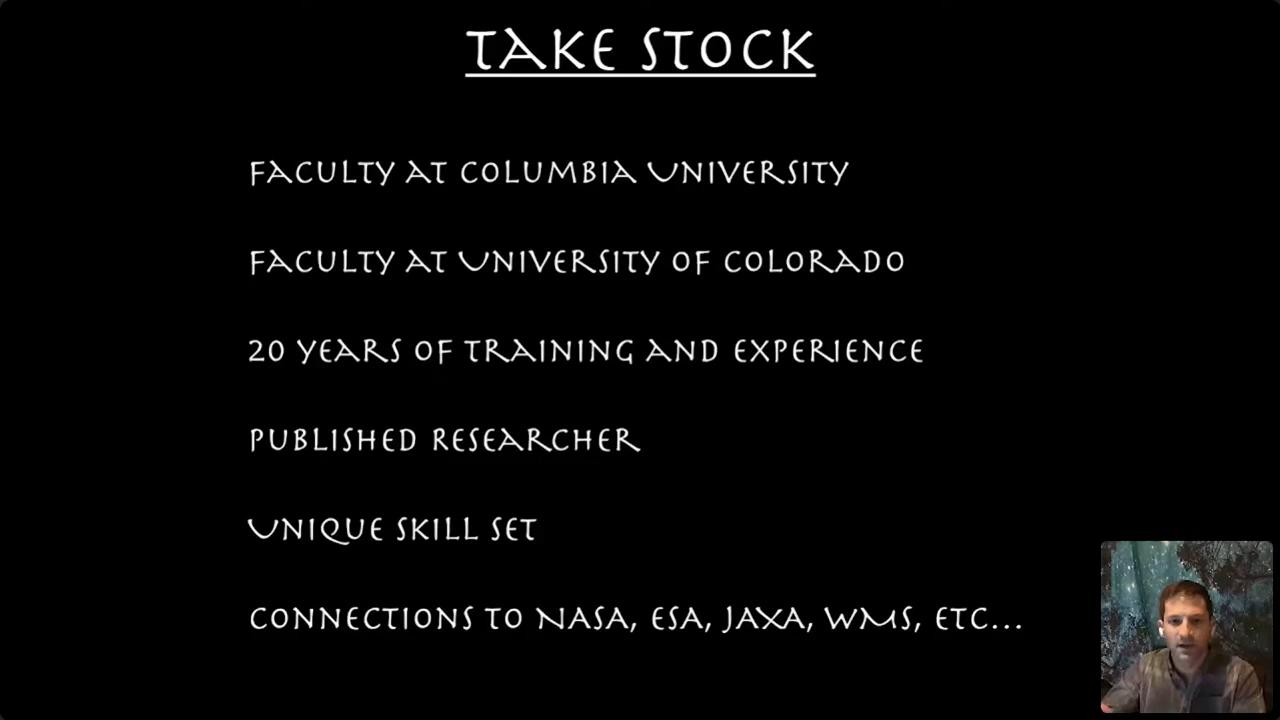 TAKE STOCK
FACULTY AT COLUMBIA UNIVERSITY
FACULTY AT UNIVERSITY OF COLORADO
20 YEARS OF TRAINING AND EXPERIENCE
PUBLISHED RESEARCHER
UNIQUE SKILL SET
CONNECTIONS TO NASA, ESA, JAXA, WMS, ETC...